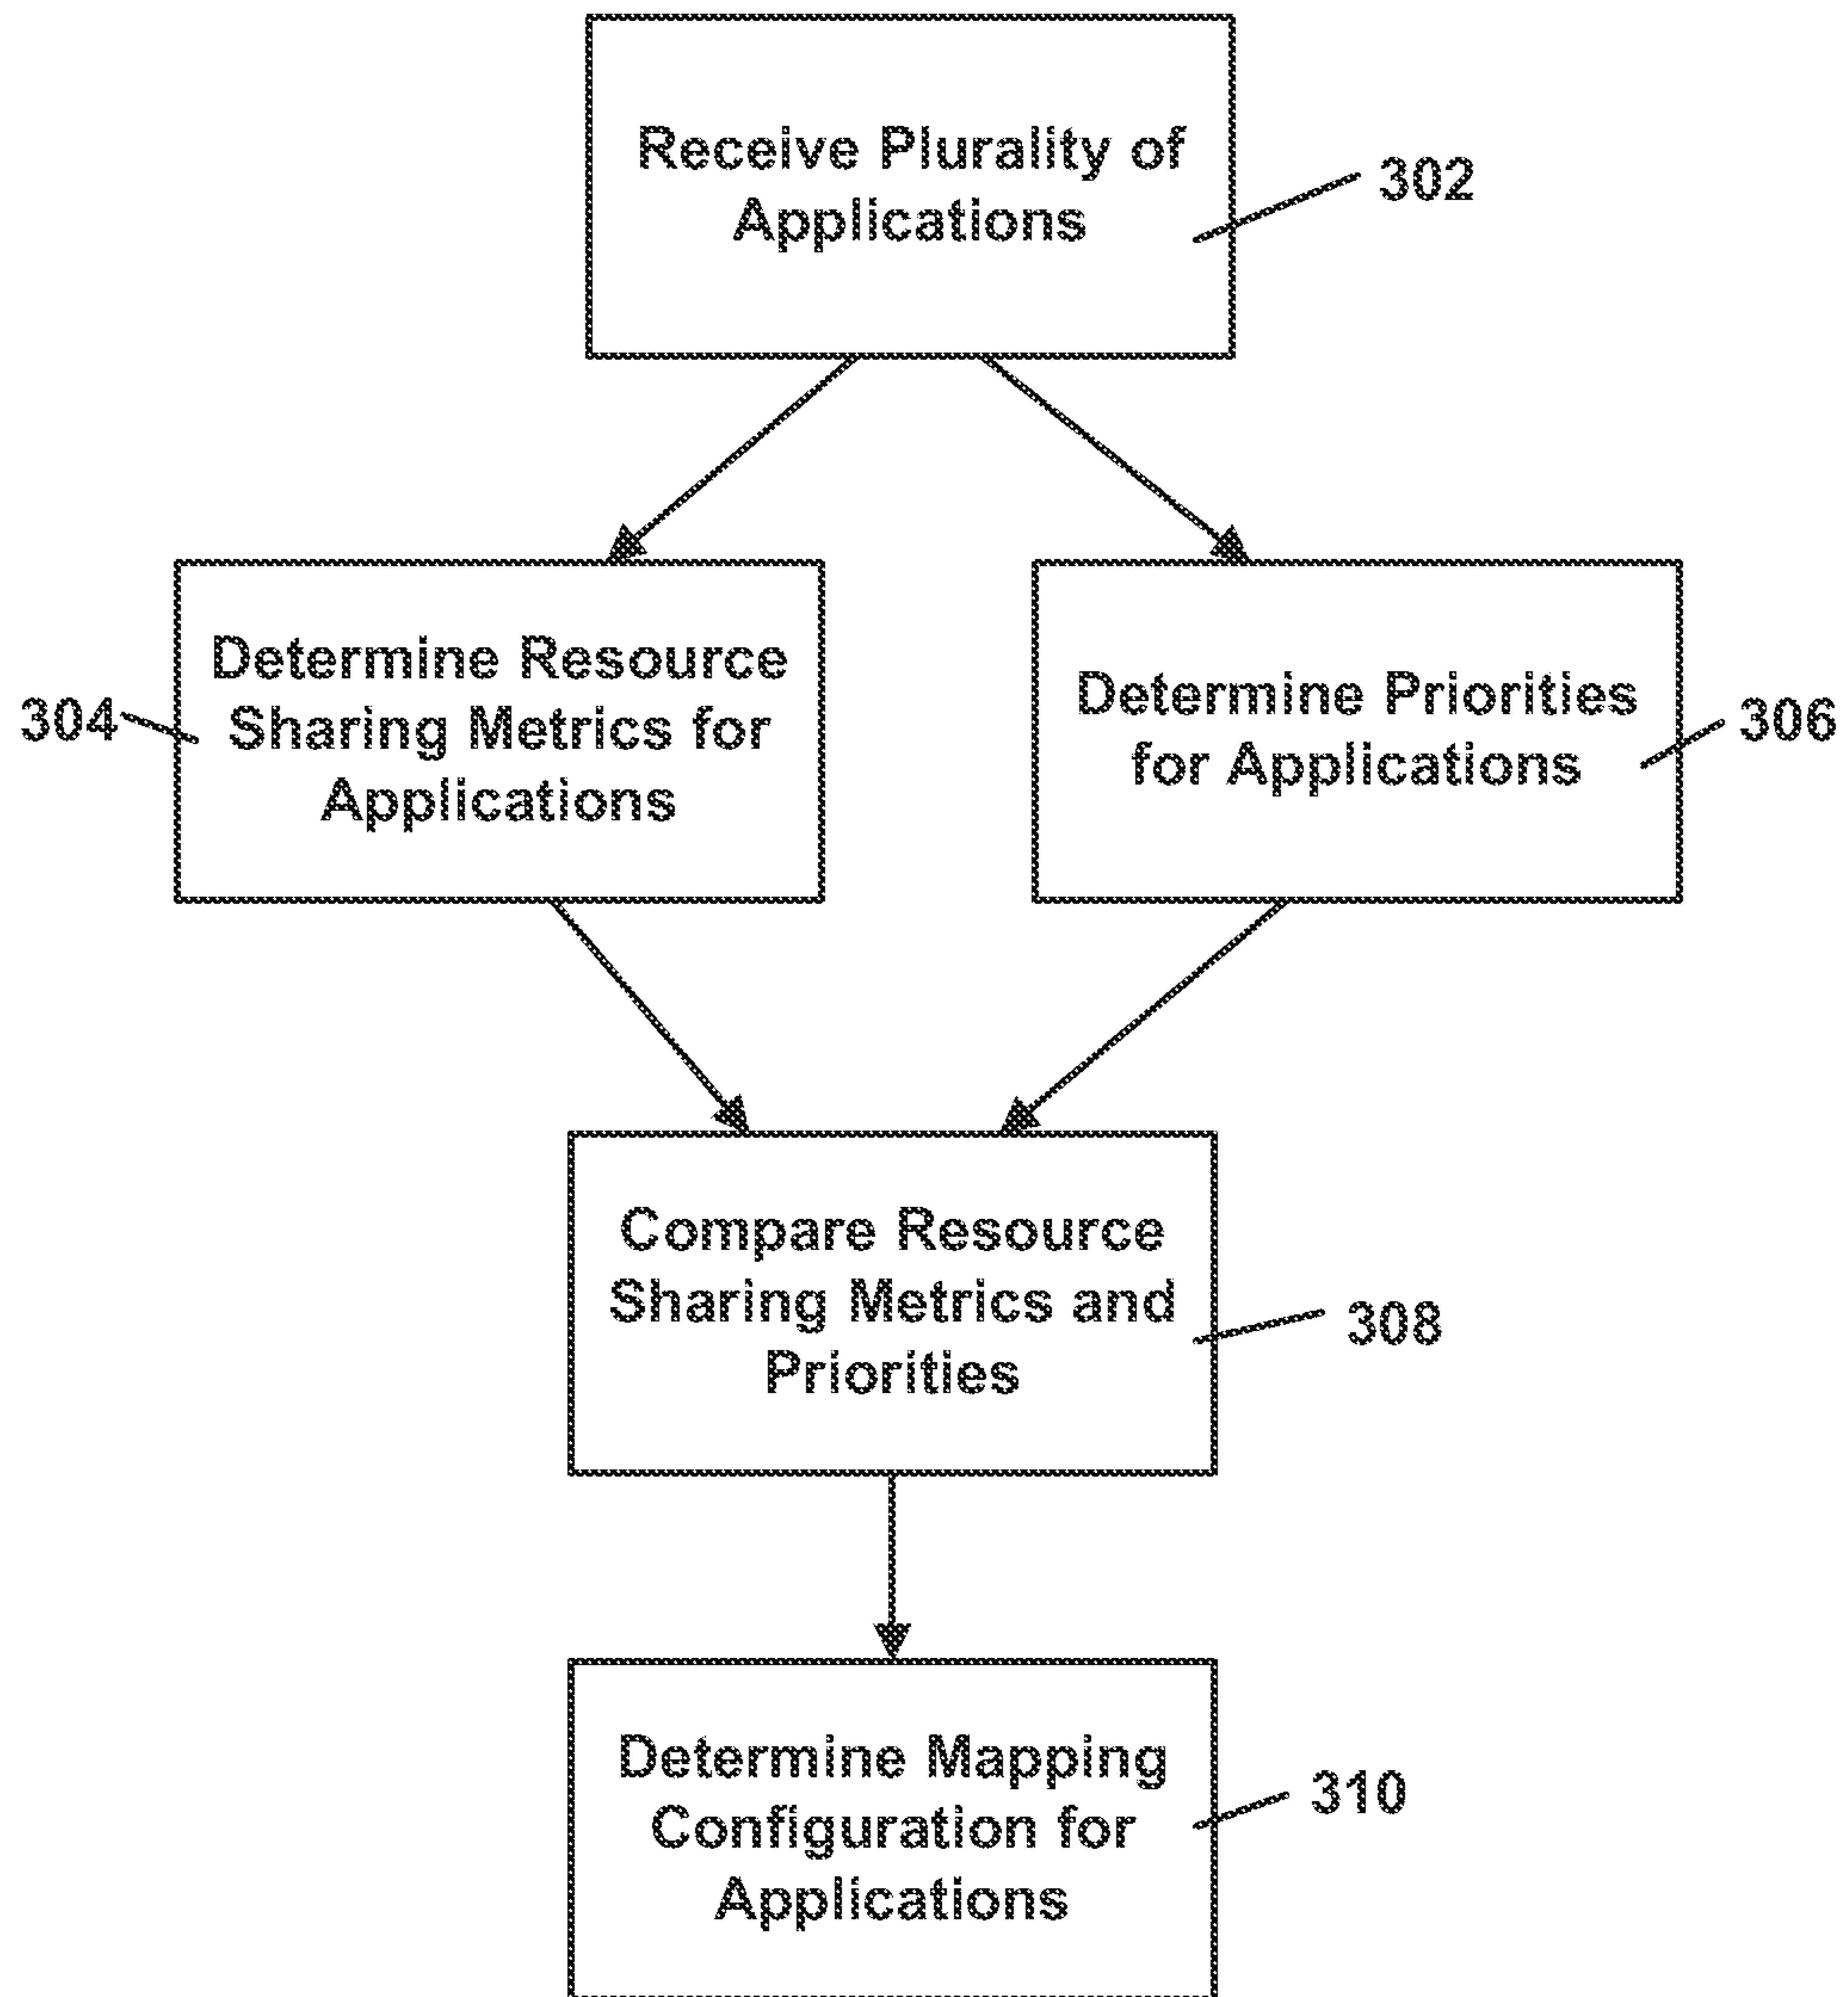 Receive Plurality of
Applications
302
Determine Resource
Sharing Metrics for
Applications
304
Determine Priorities
for Applications
306
Compare Resource
Sharing Metrics and
Priorities
308
Determine Mapping
Configuration for
Applications
310